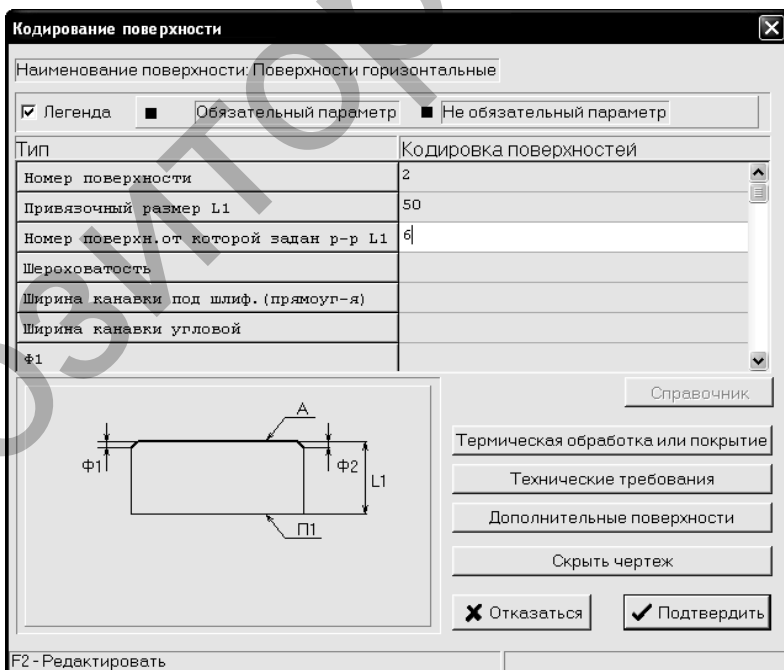 Кодирование поверхности
Наименование поверхности: Поверхности горизонтальные
Легенда Обязательный параметр Не обязательный параметр
Тип Кодировка поверхностей
Номер поверхности 2
Привязочный размер L1 50
Номер поверхн.от которой задан р-р L1 6
Шероховатость
Ширина канавки под шлиф.(прямоуг-я)
Ширина канавки угловой
Ф1
Справочник
А
Ф1 Ф2 L1
П1
Термическая обработка или покрытие
Технические требования
Дополнительные поверхности
Скрыть чертеж
Отказаться Подтвердить
F2 - Редактировать